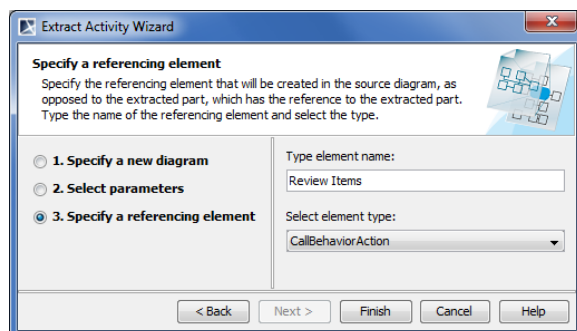 Extract Activity Wizard
Specify a referencing element
Specify the referencing element that will be created in the source diagram, as
opposed to the extracted part, which has the reference to the extracted part.
Type the name of the referencing element and select the type.
1. Specify a new diagram
2. Select parameters
3. Specify a referencing element
Type element name:
Review Items
Select element type:
CallBehaviorAction
< Back
Next >
Finish
Cancel
Help